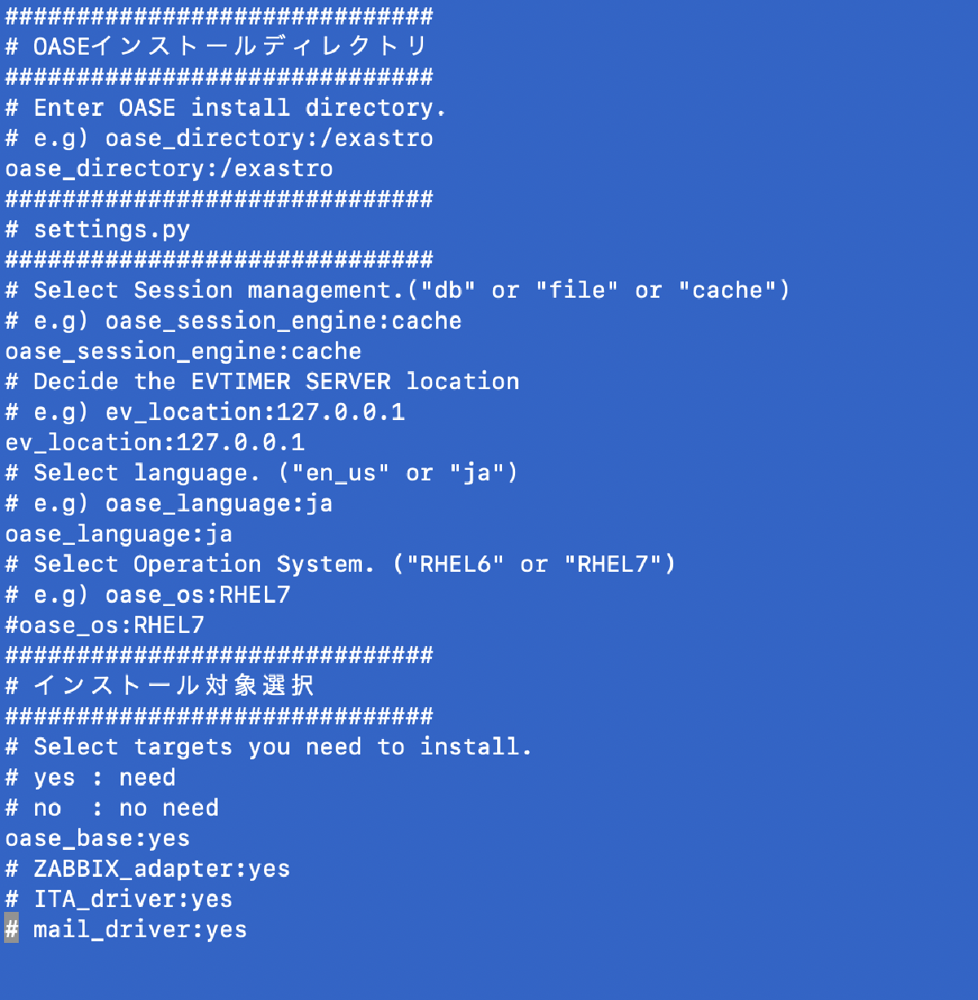 ##############################
# OASEインストールディレクトリ
##############################
# Enter OASE install directory.
# e.g) oase_directory:/exastro
oase_directory:/exastro
##############################
# settings.py
##############################
# Select Session management.("db" or "file" or "cache")
# e.g) oase_session_engine:cache
oase_session_engine:cache
# Decide the EVTIMER SERVER location
# e.g) ev_location:127.0.0.1
ev_location:127.0.0.1
# Select language. ("en_us" or "ja")
# e.g) oase_language:ja
oase_language:ja
# Select Operation System. ("RHEL6" or "RHEL7")
# e.g) oase_os:RHEL7
#oase_os:RHEL7
##############################
# インストール対象選択
##############################
# Select targets you need to install.
# yes : need
# no  : no need
oase_base:yes
# ZABBIX_adapter:yes
# ITA_driver:yes
# mail_driver:yes